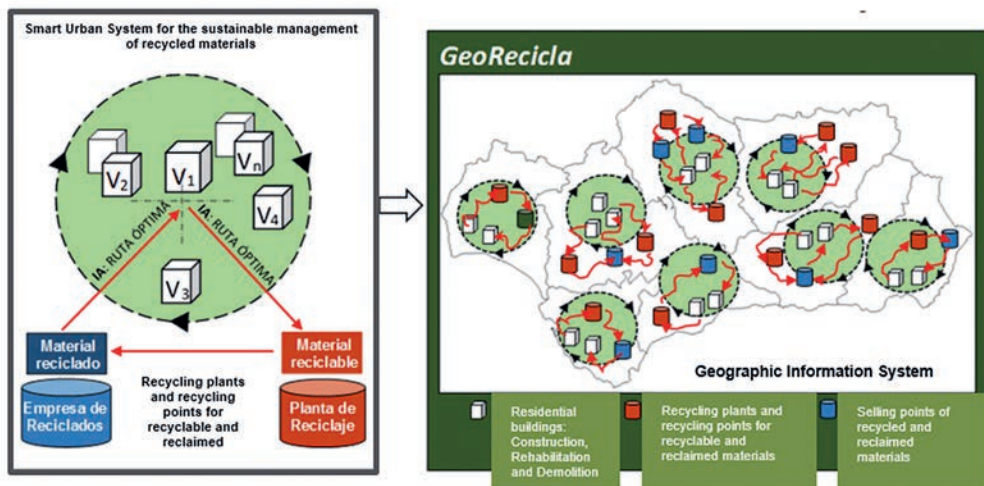 Smart Urban System for the sustainable management
of recycled materials
V2
V1
Vn
V4
V3
IA: RUTA ÓPTIMA
IA: RUTA ÓPTIMA
Material
reciclado
Material
reciclable
Empresa de
Reciclados
Recycling plants
and recycling
points for
recyclable and
reclaimed
Planta de
Reciclaje
GeoRecicla
Geographic Information System
Residential
buildings:
Construction,
Rehabilitation
and Demolition
Recycling plants and
recycling points for
recyclable and
reclaimed materials
Selling points of
recycled and
reclaimed
materials